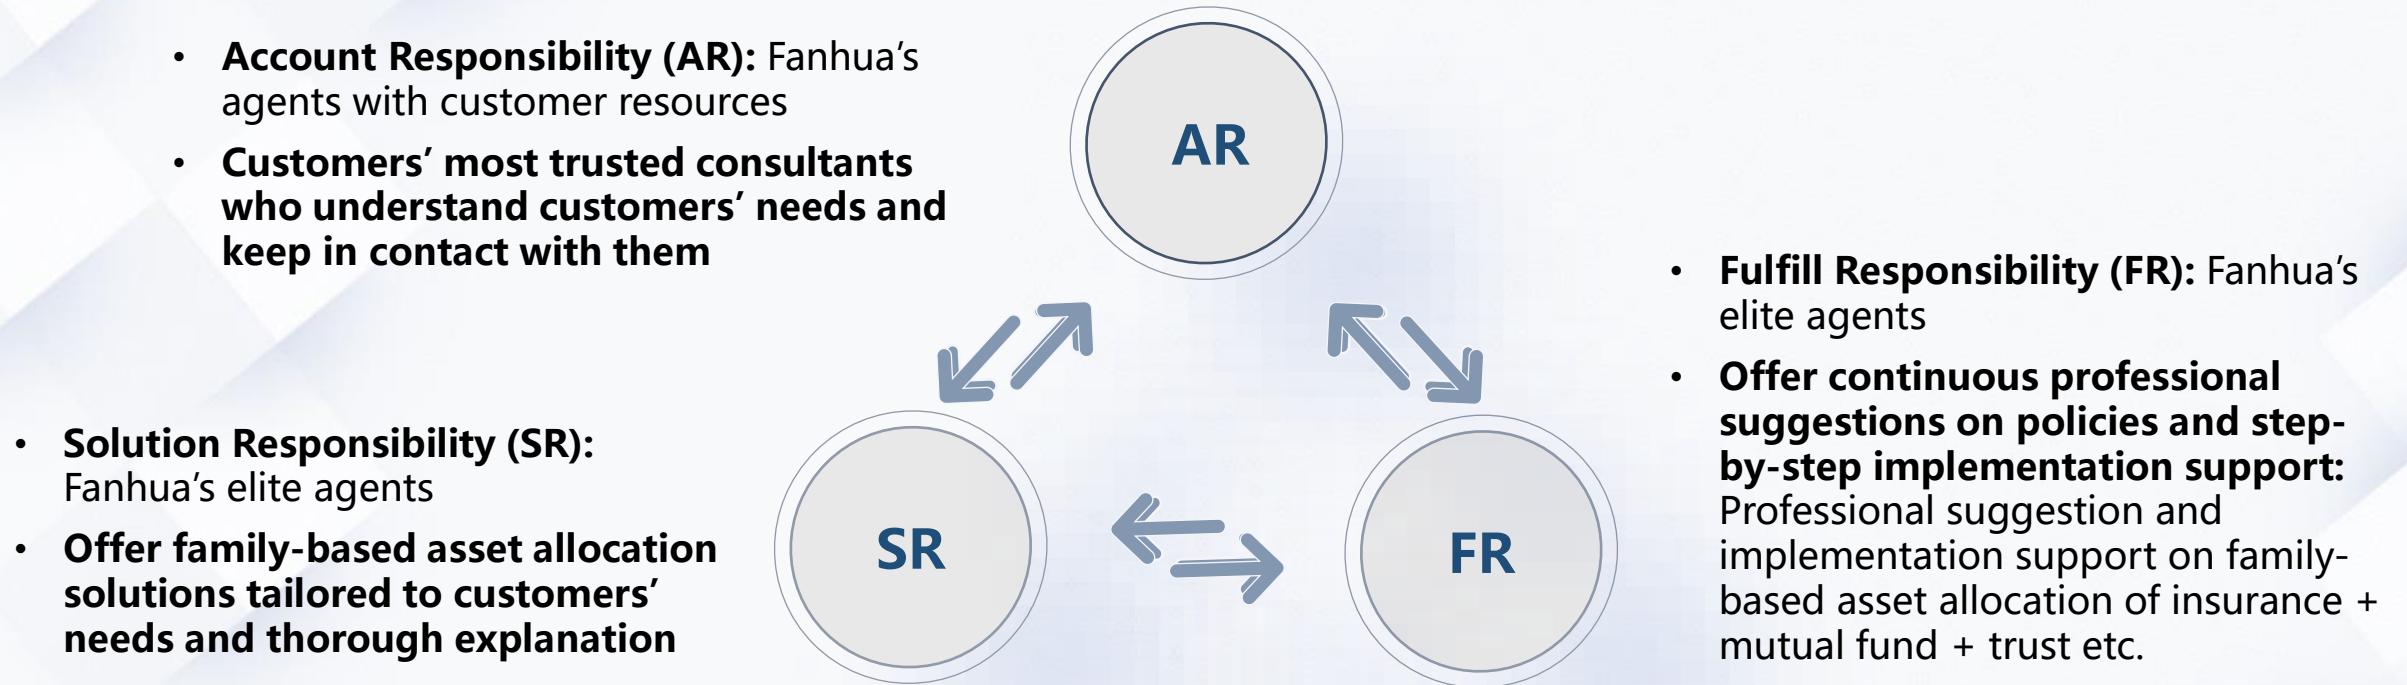 • Account Responsibility (AR): Fanhua’s
agents with customer resources
• Customers’ most trusted consultants
who understand customers’ needs and
keep in contact with them
AR
• Fulfill Responsibility (FR): Fanhua’s
elite agents
• Offer continuous professional
suggestions on policies and step-
by-step implementation support:
Professional suggestion and
implementation support on family-
based asset allocation of insurance +
mutual fund + trust etc.
• Solution Responsibility (SR):
Fanhua’s elite agents
• Offer family-based asset allocation
solutions tailored to customers’
needs and thorough explanation
SR
FR